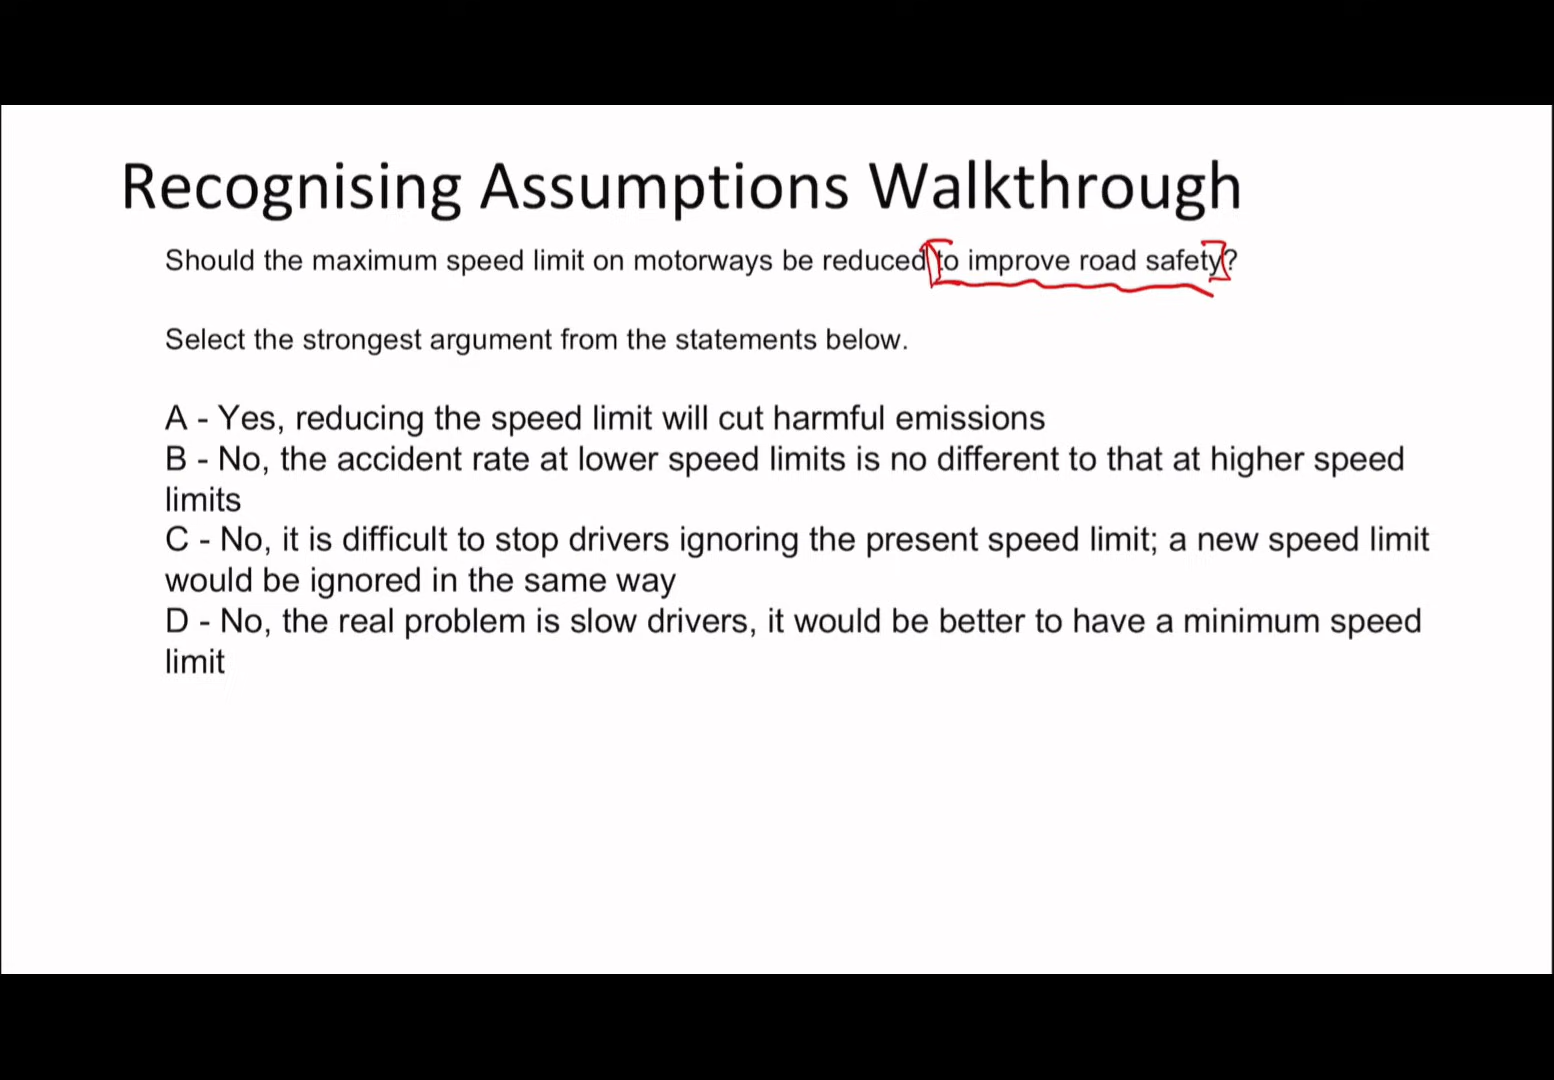 Recognising Assumptions Walkthrough
Should the maximum speed limit on motorways be reduced to improve road safety?
Select the strongest argument from the statements below.
A - Yes, reducing the speed limit will cut harmful emissions
B - No, the accident rate at lower speed limits is no different to that at higher speed
limits
C - No, it is difficult to stop drivers ignoring the present speed limit; a new speed limit
would be ignored in the same way
D - No, the real problem is slow drivers, it would be better to have a minimum speed
limit